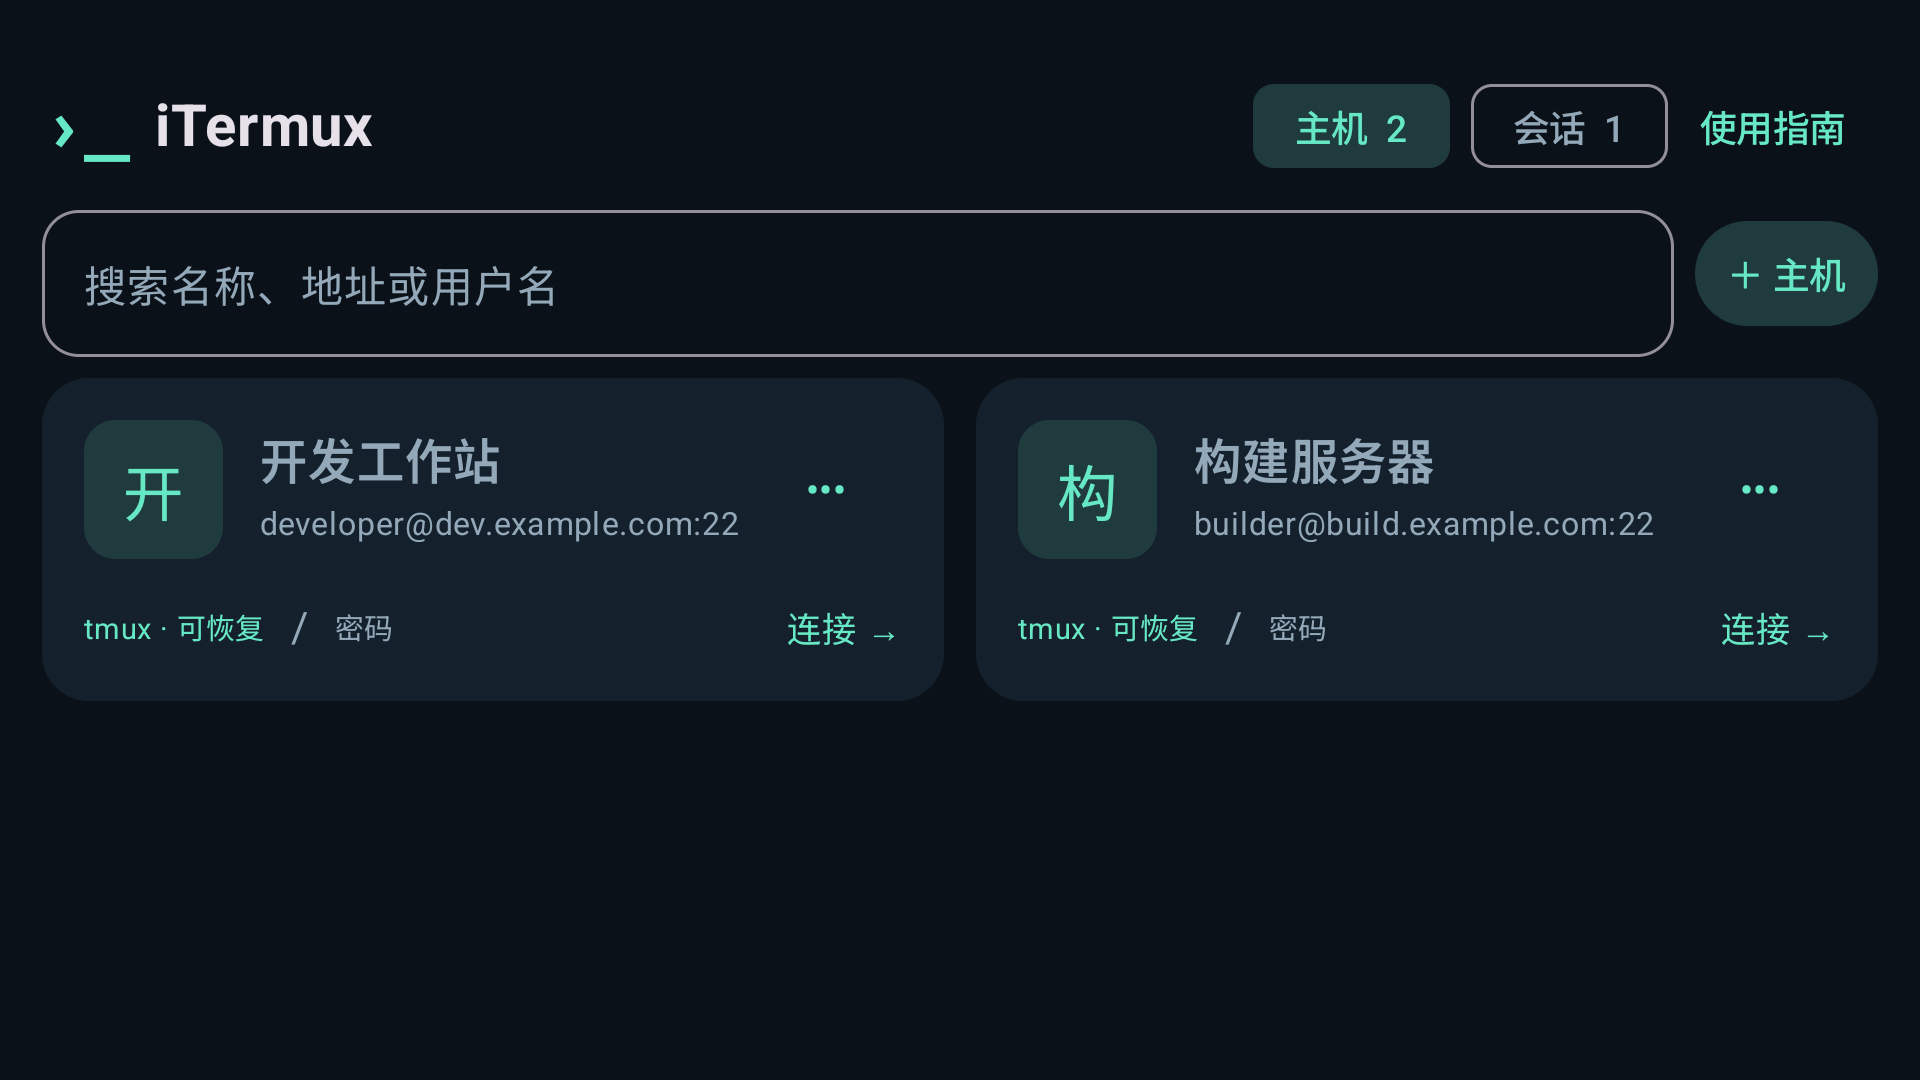 ›_ iTermux
主机 2
会话 1
使用指南
搜索名称、地址或用户名
＋ 主机
开
开发工作站
developer@dev.example.com:22
•••
tmux · 可恢复 / 密码
连接 →
构
构建服务器
builder@build.example.com:22
•••
tmux · 可恢复 / 密码
连接 →